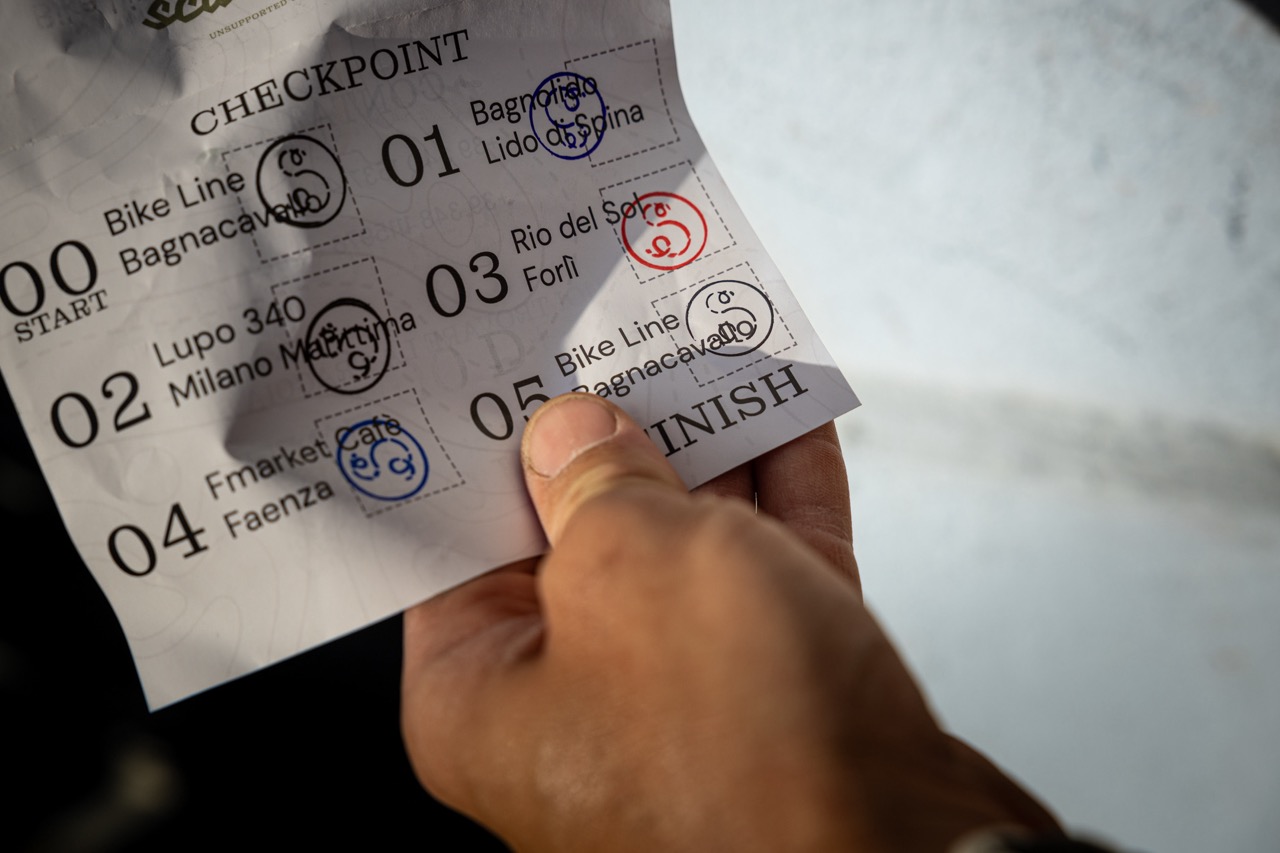 UNSUPPORTED
CHECKPOINT
00
START
Bike Line
Bagnacavallo
01
Bagnolido
Lido di Spina
02
Lupo 340
Milano Marittima
03
Rio del Sol
Forlì
04
Fmarket Cafè
Faenza
05
Bike Line
Bagnacavallo
FINISH